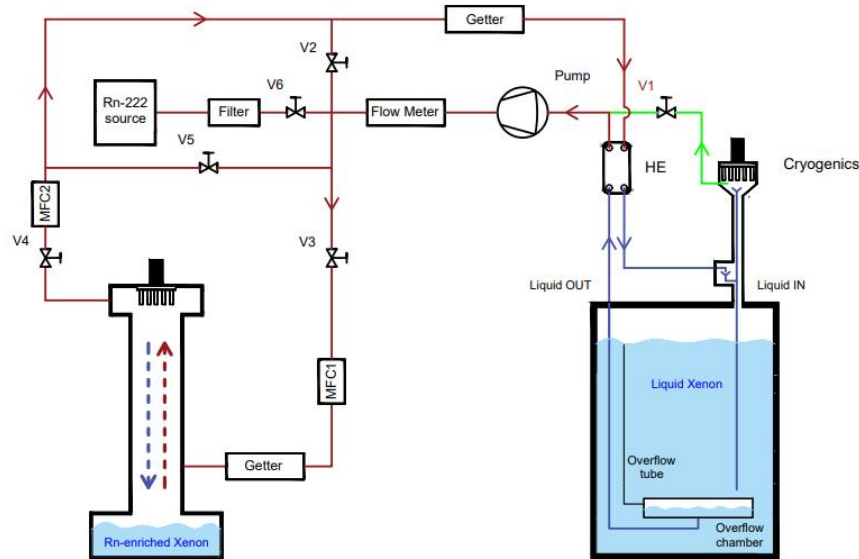 Getter
V2
Pump
V1
V6
Rn-222
source
Filter
Flow Meter
V5
HE
Cryogenics
MFC2
V4
V3
Liquid OUT
Liquid IN
MFC1
Liquid Xenon
Getter
Overflow
tube
Rn-enriched Xenon
Overflow
chamber